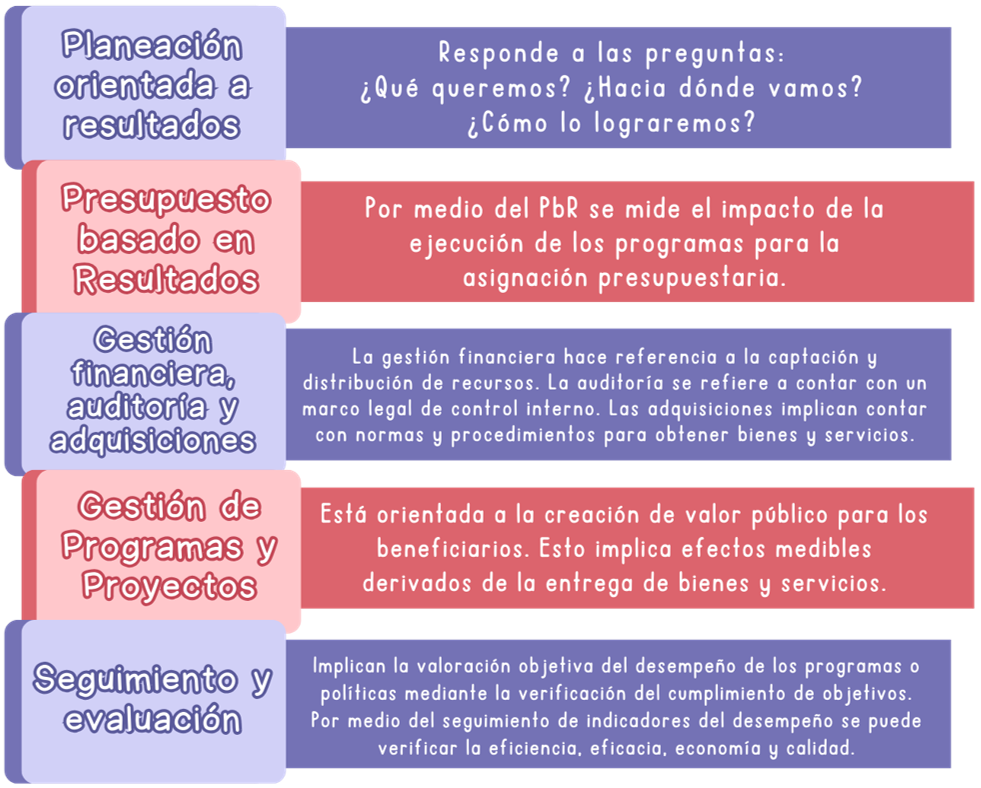 Planeación
orientada a
resultados
Responde a las preguntas:
¿Qué queremos? ¿Hacia dónde vamos?
¿Cómo lo lograremos?
Presupuesto
basado en
Resultados
Por medio del PbR se mide el impacto de la
ejecución de los programas para la
asignación presupuestaria.
Gestión
financiera,
auditoría y
adquisiciones
La gestión financiera hace referencia a la captación y
distribución de recursos. La auditoría se refiere a contar con un
marco legal de control interno. Las adquisiciones implican contar
con normas y procedimientos para obtener bienes y servicios.
Gestión de
Programas y
Proyectos
Está orientada a la creación de valor público para los
beneficiarios. Esto implica efectos medibles
derivados de la entrega de bienes y servicios.
Seguimiento y
evaluación
Implican la valoración objetiva del desempeño de los programas o
políticas mediante la verificación del cumplimiento de objetivos.
Por medio del seguimiento de indicadores del desempeño se puede
verificar la eficiencia, eficacia, economía y calidad.